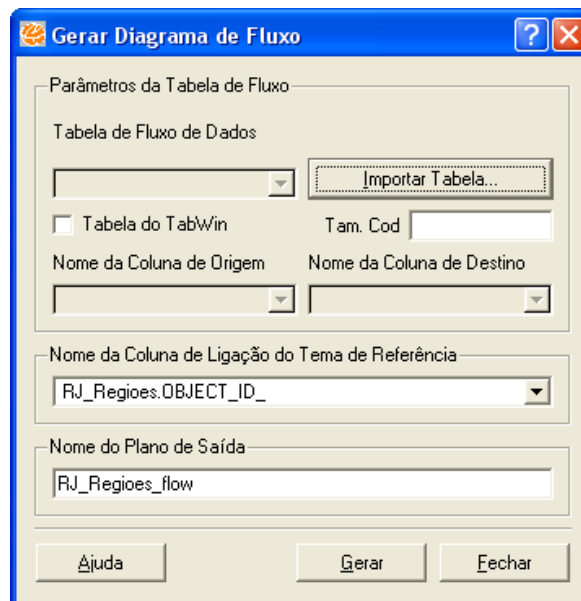 Gerar Diagrama de Fluxo
Parâmetros da Tabela de Fluxo
Tabela de Fluxo de Dados
Importar Tabela...
Tabela do TabWin
Tam. Cod
Nome da Coluna de Origem
Nome da Coluna de Destino
Nome da Coluna de Ligação do Tema de Referência
RJ_Regioes.OBJECT_ID_
Nome do Plano de Saída
RJ_Regioes_flow
Ajuda
Gerar
Fechar